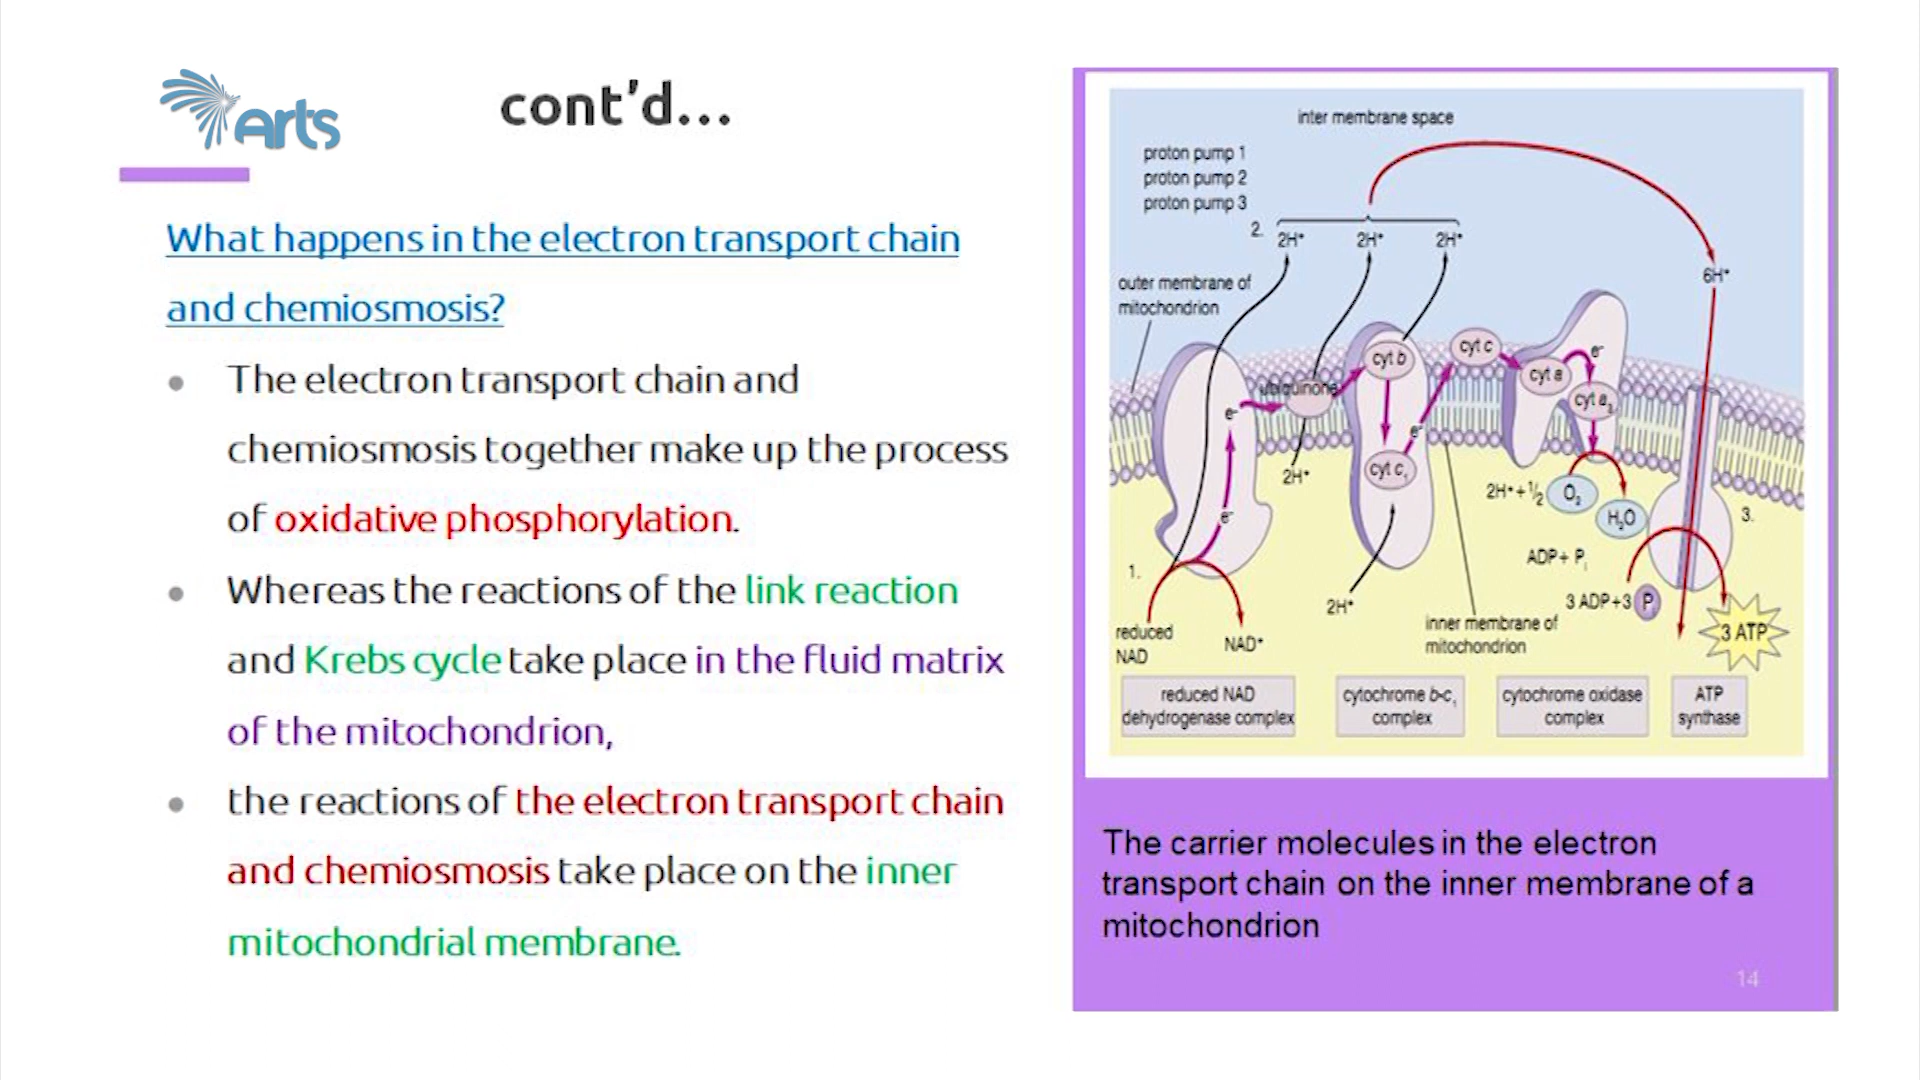 Arts
cont'd...
What happens in the electron transport chain
and chemiosmosis?
• The electron transport chain and
chemiosmosis together make up the process
of oxidative phosphorylation.
• Whereas the reactions of the link reaction
and Krebs cycle take place in the fluid matrix
of the mitochondrion,
• the reactions of the electron transport chain
and chemiosmosis take place on the inner
mitochondrial membrane.
inter membrane space
proton pump 1
proton pump 2
proton pump 3
2.
2H⁺ 2H⁺ 2H⁺
6H⁺
outer membrane of
mitochondrion
cyt b
cyt c
cyt a
e⁻
cyt a₃
ubiquinone
e⁻
e⁻
cyt c₁
2H⁺
2H⁺+½ O₂
H₂O
3.
e⁻
ADP+ Pᵢ
1.
3 ADP+3 P
2H⁺
inner membrane of
mitochondrion
reduced
NAD
NAD⁺
3 ATP
reduced NAD
dehydrogenase complex
cytochrome b-c₁
complex
cytochrome oxidase
complex
ATP
synthase
The carrier molecules in the electron
transport chain on the inner membrane of a
mitochondrion
14